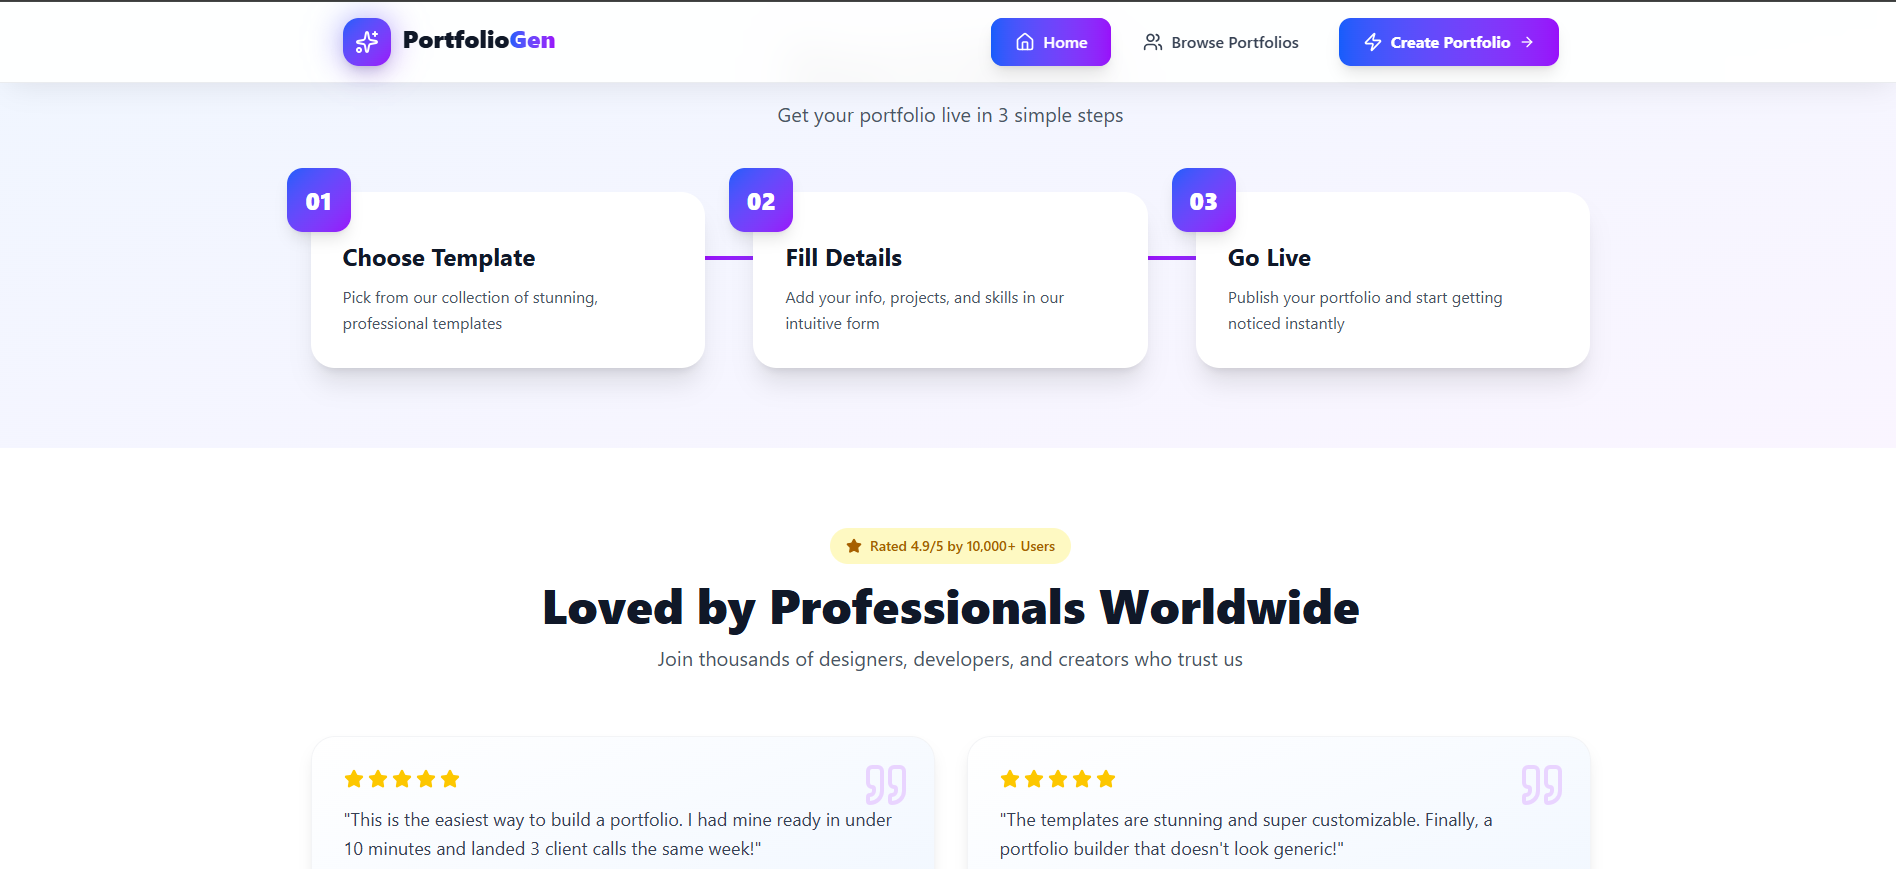 PortfolioGen
Home
Browse Portfolios
Create Portfolio
Get your portfolio live in 3 simple steps
01
Choose Template
Pick from our collection of stunning,
professional templates
02
Fill Details
Add your info, projects, and skills in our
intuitive form
03
Go Live
Publish your portfolio and start getting
noticed instantly
Rated 4.9/5 by 10,000+ Users
Loved by Professionals Worldwide
Join thousands of designers, developers, and creators who trust us
"This is the easiest way to build a portfolio. I had mine ready in under
10 minutes and landed 3 client calls the same week!"
"The templates are stunning and super customizable. Finally, a
portfolio builder that doesn't look generic!"